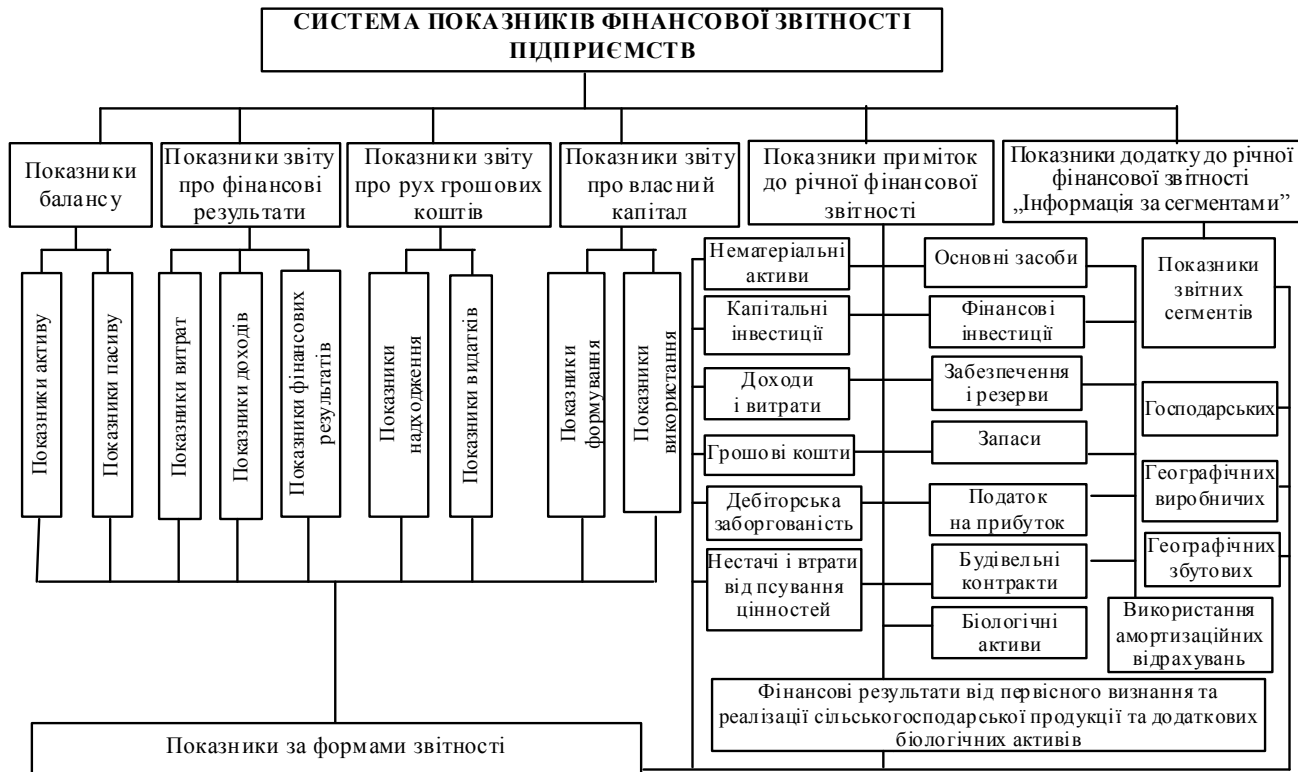 СИСТЕМА ПОКАЗНИКІВ ФІНАНСОВОЇ ЗВІТНОСТІ
ПІДПРИЄМСТВ
Показники
балансу
Показники звіту
про фінансові
результати
Показники звіту
про рух грошових
коштів
Показники звіту
про власний
капітал
Показники приміток
до річної фінансової
звітності
Показники додатку до річної
фінансової звітності
„Інформація за сегментами”
Показники активу
Показники пасиву
Показники витрат
Показники доходів
Показники фінансових
результатів
Показники
надходження
Показники видатків
Показники
формування
Показники
використання
Нематеріальні
активи
Основні засоби
Капітальні
інвестиції
Фінансові
інвестиції
Доходи
і витрати
Забезпечення
і резерви
Грошові кошти
Запаси
Дебіторська
заборгованість
Податок
на прибуток
Нестачі і втрати
від псування
цінностей
Будівельні
контракти
Біологічні
активи
Показники
звітних
сегментів
Господарських
Географічних
виробничих
Географічних
збутових
Використання
амортизаційних
відрахувань
Фінансові результати від первісного визнання та
реалізації сільськогосподарської продукції та додаткових
біологічних активів
Показники за формами звітності